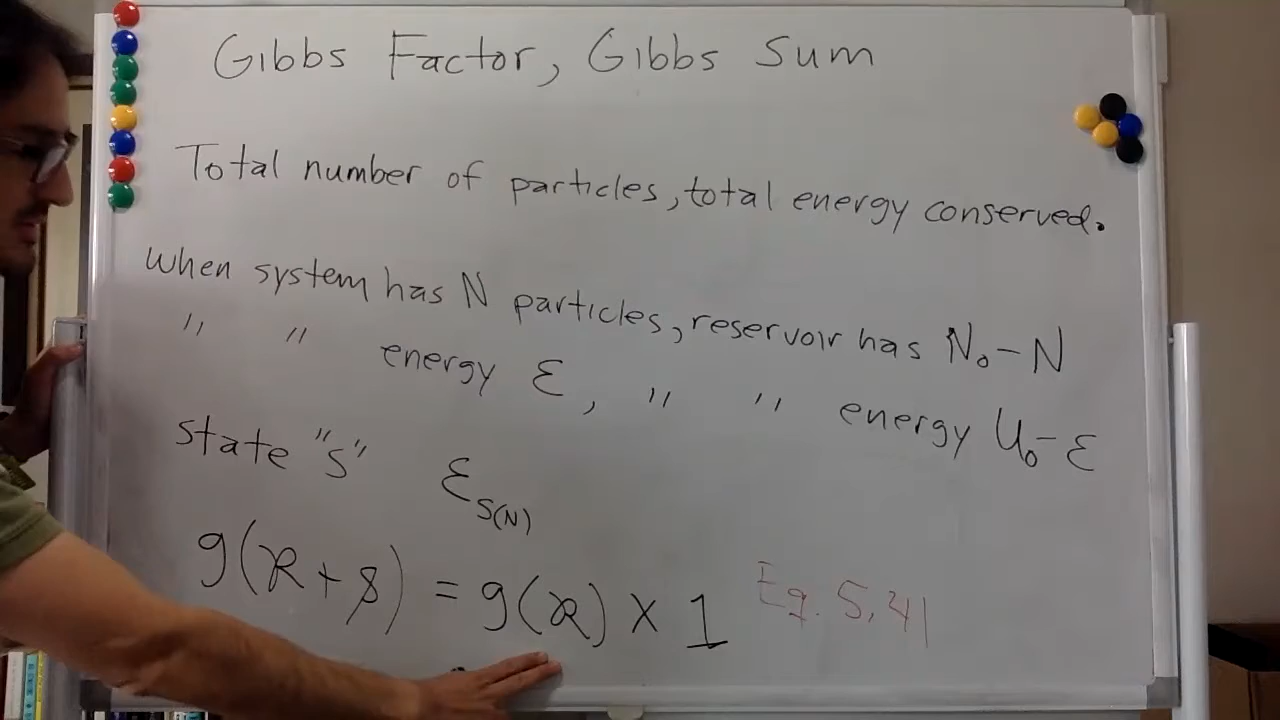 Gibbs Factor, Gibbs Sum
Total number of particles, total energy conserved.
When system has N particles, reservoir has N₀-N
" " energy ε, " " energy U₀-ε
state "s" ε_S(N)
g(R+S) = g(R) × 1 Eq. 5,41